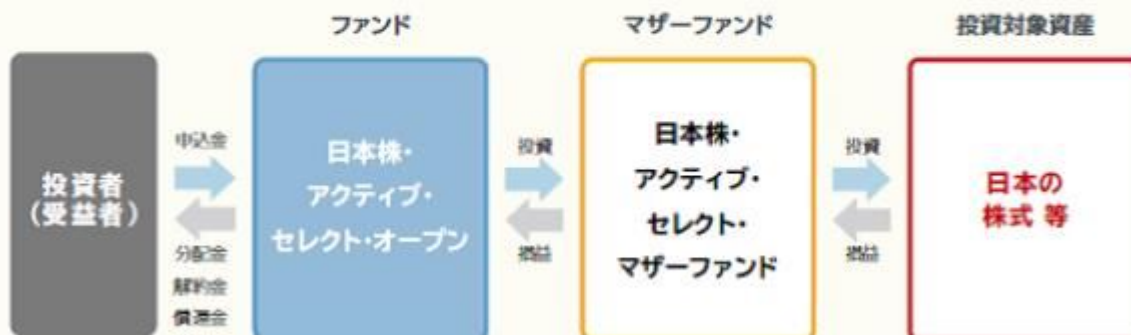 ファンド
マザーファンド
投資対象資産
投資者
（受益者）
申込金
分配金
解約金
償還金
日本株・
アクティブ・
セレクト・オープン
投資
損益
日本株・
アクティブ・
セレクト・
マザーファンド
投資
損益
日本の
株式 等